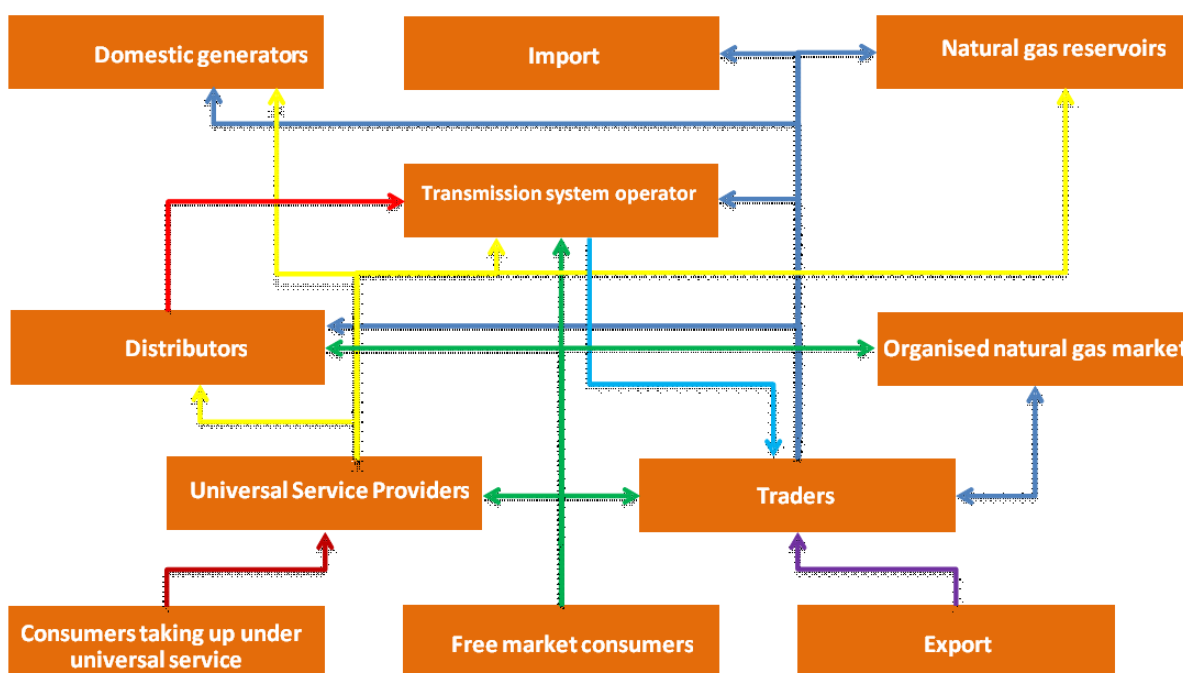 Domestic generators
Import
Natural gas reservoirs
Transmission system operator
Distributors
Organised natural gas market
Universal Service Providers
Traders
Consumers taking up under
universal service
Free market consumers
Export